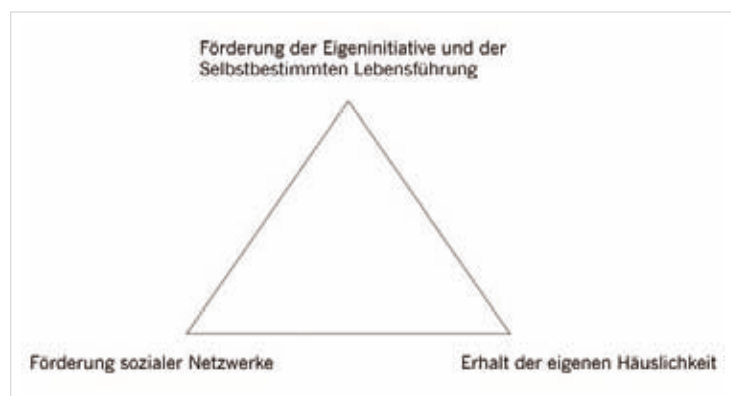 Förderung der Eigeninitiative und der
Selbstbestimmten Lebensführung
Förderung sozialer Netzwerke
Erhalt der eigenen Häuslichkeit